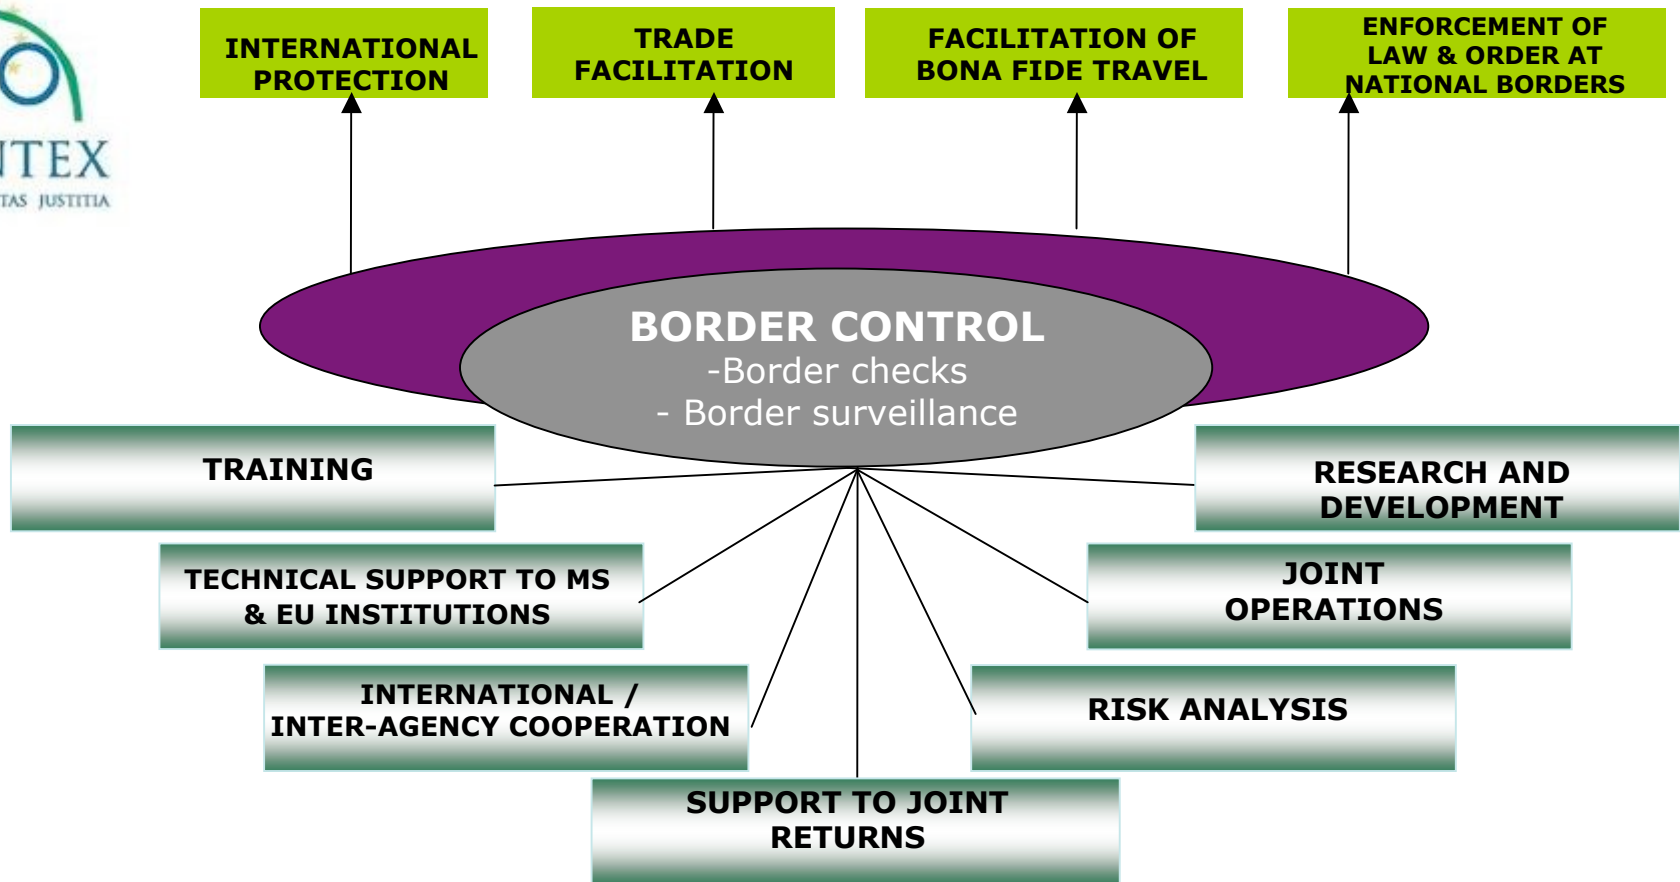 INTERNATIONAL
PROTECTION
TRADE
FACILITATION
FACILITATION OF
BONA FIDE TRAVEL
ENFORCEMENT OF
LAW & ORDER AT
NATIONAL BORDERS
NTEX
TAS JUSTITIA
BORDER CONTROL
-Border checks
- Border surveillance
TRAINING
RESEARCH AND
DEVELOPMENT
TECHNICAL SUPPORT TO MS
& EU INSTITUTIONS
JOINT
OPERATIONS
INTERNATIONAL /
INTER-AGENCY COOPERATION
RISK ANALYSIS
SUPPORT TO JOINT
RETURNS